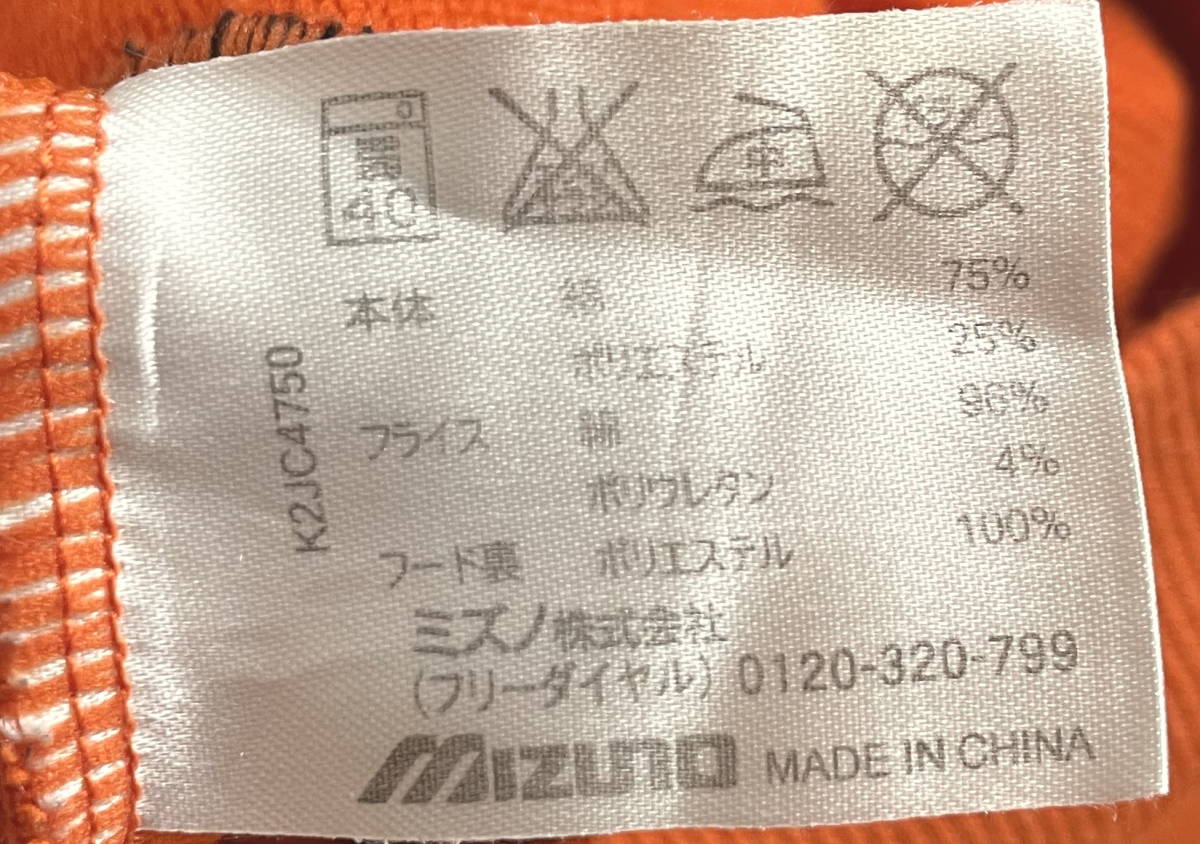 40
中
本体 綿 75%
ポリエステル 25%
フライス 綿 96%
ポリウレタン 4%
フード裏 ポリエステル 100%
K2JC4750
ミズノ株式会社
(フリーダイヤル) 0120-320-799
MIZUNO MADE IN CHINA